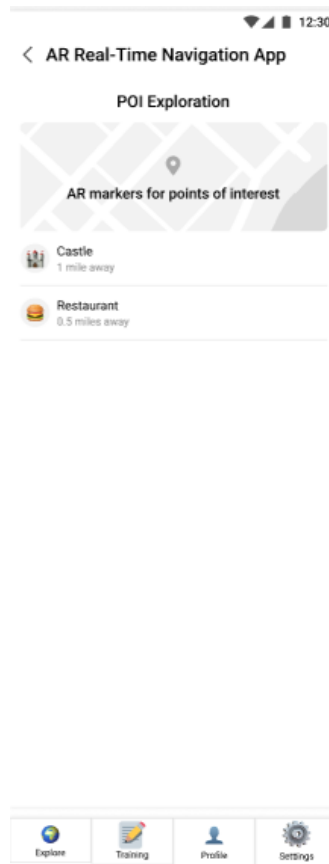 12:30
AR Real-Time Navigation App
POI Exploration
AR markers for points of interest
Castle
1 mile away
Restaurant
0.5 miles away
Explore
Training
Profile
Settings